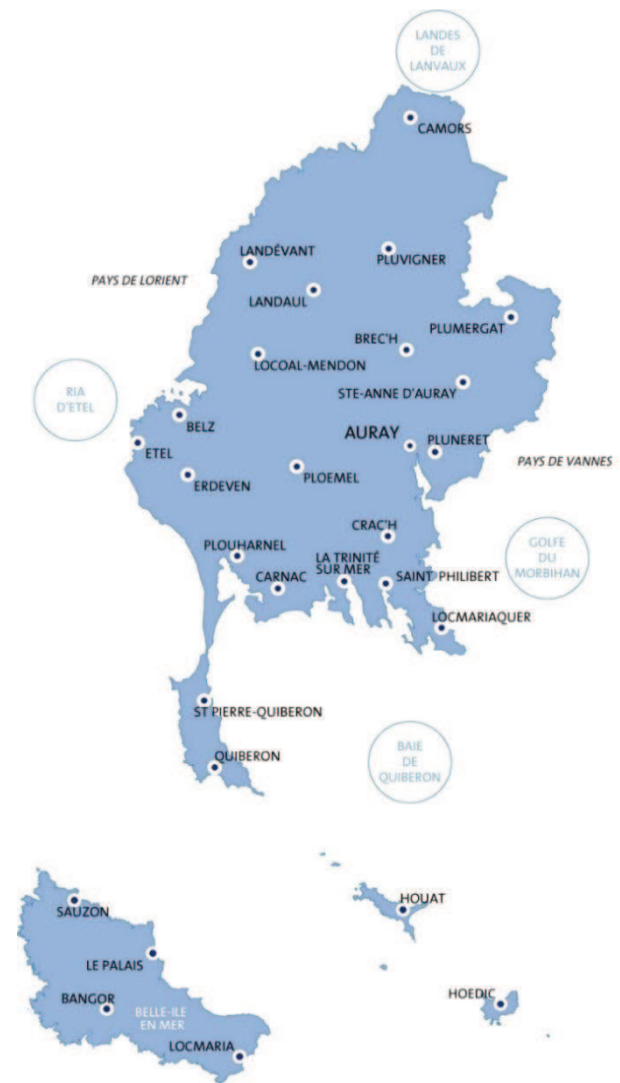 LANDES
DE
LANVAUX
CAMORS
LANDÉVANT
PLUVIGNER
PAYS DE LORIENT
LANDAUL
PLUMERGAT
BREC'H
LOCOAL-MENDON
STE-ANNE D'AURAY
RIA
D'ETEL
BELZ
AURAY
PLUNERET
ETEL
PAYS DE VANNES
PLOEMEL
ERDEVEN
CRAC'H
GOLFE
DU
MORBIHAN
PLOUHARNEL
LA TRINITÉ
SUR MER
CARNAC
SAINT PHILIBERT
LOCMARIAQUER
ST PIERRE-QUIBERON
BAIE
DE
QUIBERON
QUIBERON
HOUAT
SAUZON
LE PALAIS
HOEDIC
BANGOR
BELLE-ILE
EN MER
LOCMARIA